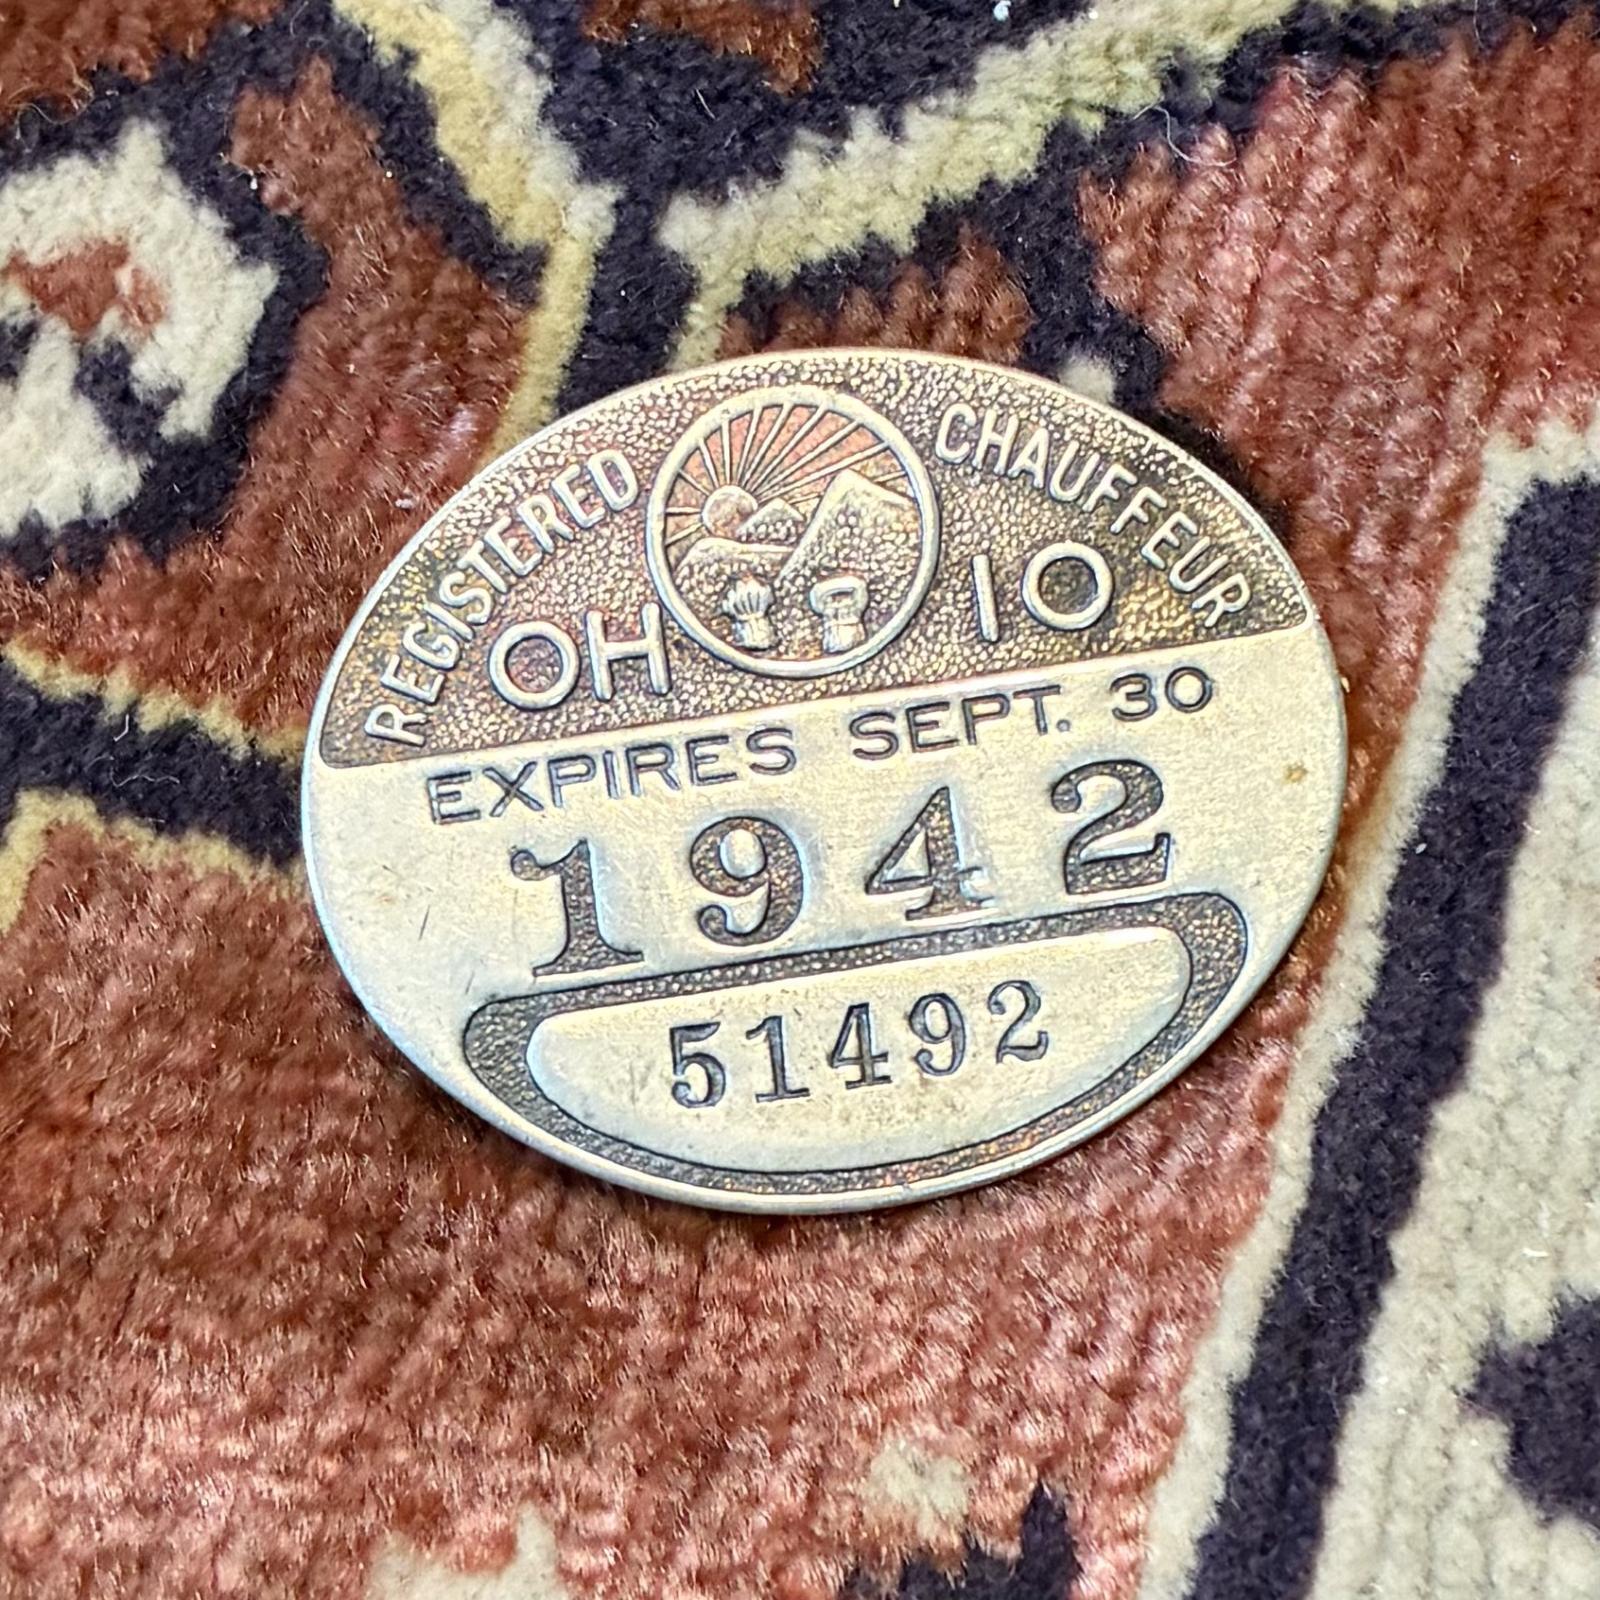 REGISTERED CHAUFFEUR
OHIO
EXPIRES SEPT. 30
1942
51492